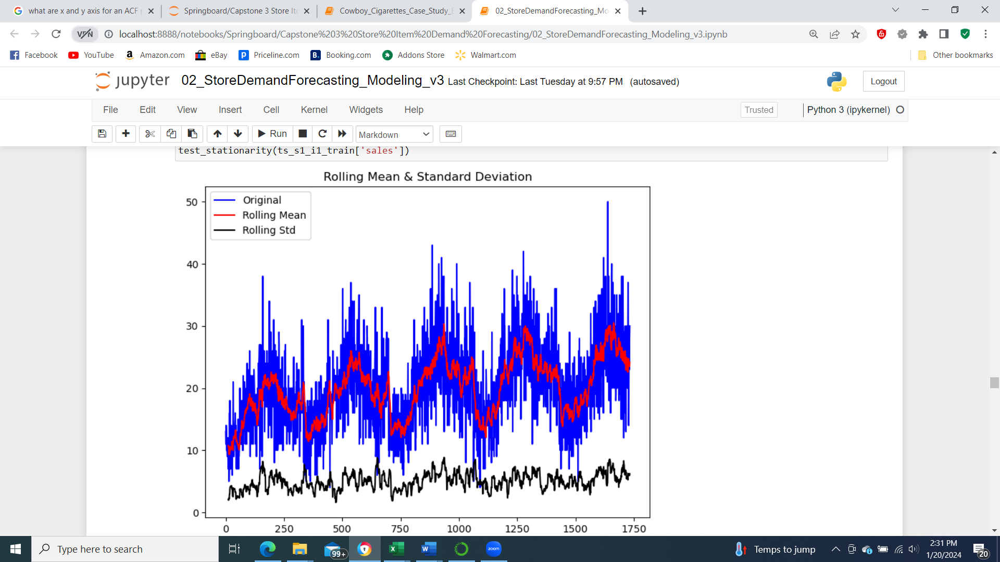 what are x and y axis for an ACF
Springboard/Capstone 3 Store Ite
Cowboy_Cigarettes_Case_Study_
02_StoreDemandForecasting_Mo
VPN
localhost:8888/notebooks/Springboard/Capstone%203%20Store%20Item%20Demand%20Forecasting/02_StoreDemandForecasting_Modeling_v3.ipynb
Facebook
YouTube
Amazon.com
eBay
Priceline.com
Booking.com
Addons Store
Walmart.com
Other bookmarks
jupyter
02_StoreDemandForecasting_Modeling_v3 Last Checkpoint: Last Tuesday at 9:57 PM (autosaved)
Logout
File
Edit
View
Insert
Cell
Kernel
Widgets
Help
Trusted
Python 3 (ipykernel)
Run
Markdown
test_stationarity(ts_s1_i1_train['sales'])
Rolling Mean & Standard Deviation
Original
Rolling Mean
Rolling Std
50
40
30
20
10
0
0 250 500 750 1000 1250 1500 1750
Type here to search
99+
zoom
Temps to jump
2:31 PM
1/20/2024
20